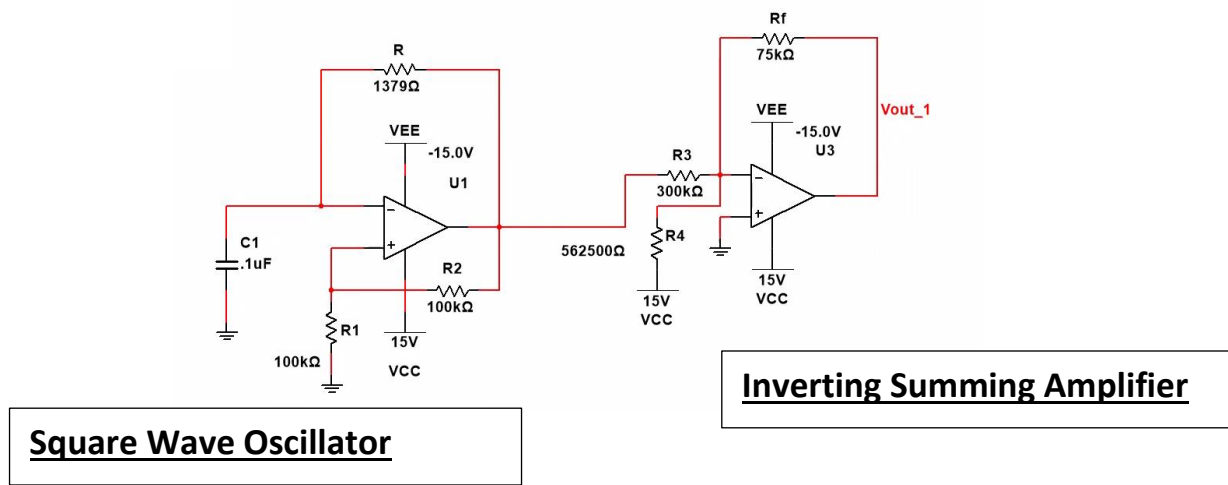 R
1379Ω
VEE
-15.0V
U1
C1
.1uF
R2
100kΩ
R1
100kΩ
15V
VCC
Rf
75kΩ
VEE
-15.0V
U3
Vout_1
R3
300kΩ
562500Ω
R4
15V
VCC
15V
VCC
Inverting Summing Amplifier
Square Wave Oscillator